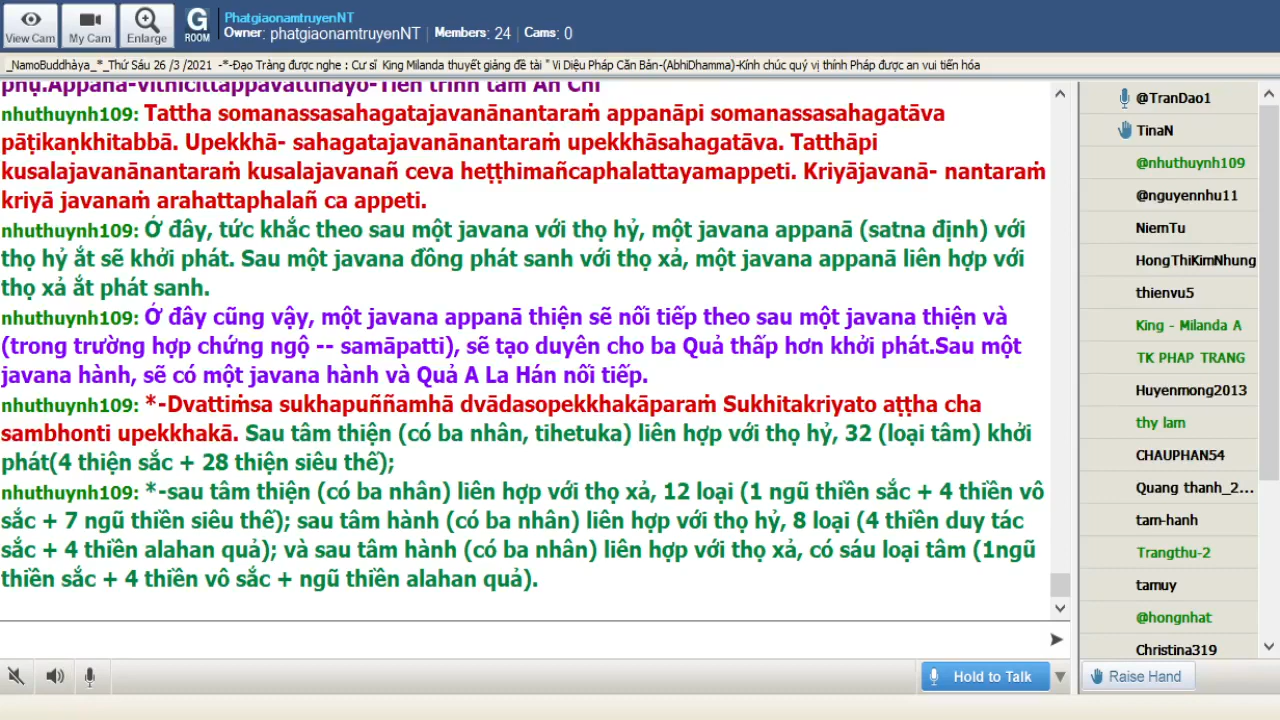 View Cam
My Cam
Enlarge
G
ROOM
PhatgiaonamtruyenNT
Owner: phatgiaonamtruyenNT | Members: 24 | Cams: 0
_NamoBuddhàya_*_Thứ Sáu 26 /3 /2021 -*-Đạo Tràng được nghe : Cư sĩ King Milanda thuyết giảng đề tài " Vi Diệu Pháp Căn Bản-(AbhiDhamma)-Kính chúc quý vị thính Pháp được an vui tiến hóa
phụ.Appanā-vīthicittappavattinayo-Tiến trình tâm An Chỉ
nhuthuynh109: Tattha somanassasahagatajavanānantaraṁ appanāpi somanassasahagatāva
pāṭikaṇkhitabbā. Upekkhā- sahagatajavanānantaraṁ upekkhāsahagatāva. Tatthāpi
kusalajavanānantaraṁ kusalajavanañ ceva heṭṭhimañcaphalattayamappeti. Kriyājavanā- nantaraṁ
kriyā javanaṁ arahattaphalañ ca appeti.
nhuthuynh109: Ở đây, tức khắc theo sau một javana với thọ hỷ, một javana appanā (satna định) với
thọ hỷ ắt sẽ khởi phát. Sau một javana đồng phát sanh với thọ xả, một javana appanā liên hợp với
thọ xả ắt phát sanh.
nhuthuynh109: Ở đây cũng vậy, một javana appanā thiện sẽ nối tiếp theo sau một javana thiện và
(trong trường hợp chứng ngộ -- samāpatti), sẽ tạo duyên cho ba Quả thấp hơn khởi phát.Sau một
javana hành, sẽ có một javana hành và Quả A La Hán nối tiếp.
nhuthuynh109: *-Dvattiṁsa sukhapuññamhā dvādasopekkhakāparaṁ Sukhitakriyato aṭṭha cha
sambhonti upekkhakā. Sau tâm thiện (có ba nhân, tihetuka) liên hợp với thọ hỷ, 32 (loại tâm) khởi
phát(4 thiện sắc + 28 thiện siêu thế);
nhuthuynh109: *-sau tâm thiện (có ba nhân) liên hợp với thọ xả, 12 loại (1 ngũ thiền sắc + 4 thiền vô
sắc + 7 ngũ thiền siêu thế); sau tâm hành (có ba nhân) liên hợp với thọ hỷ, 8 loại (4 thiền duy tác
sắc + 4 thiền alahan quả); và sau tâm hành (có ba nhân) liên hợp với thọ xả, có sáu loại tâm (1ngũ
thiền sắc + 4 thiền vô sắc + ngũ thiền alahan quả).
@TranDao1
TinaN
@nhuthuynh109
@nguyennhu11
NiemTu
HongThiKimNhung
thienvu5
King - Milanda A
TK PHAP TRANG
Huyenmong2013
thy lam
CHAUPHAN54
Quang thanh_2...
tam-hanh
Trangthu-2
tamuy
@hongnhat
Christina319
Hold to Talk
Raise Hand